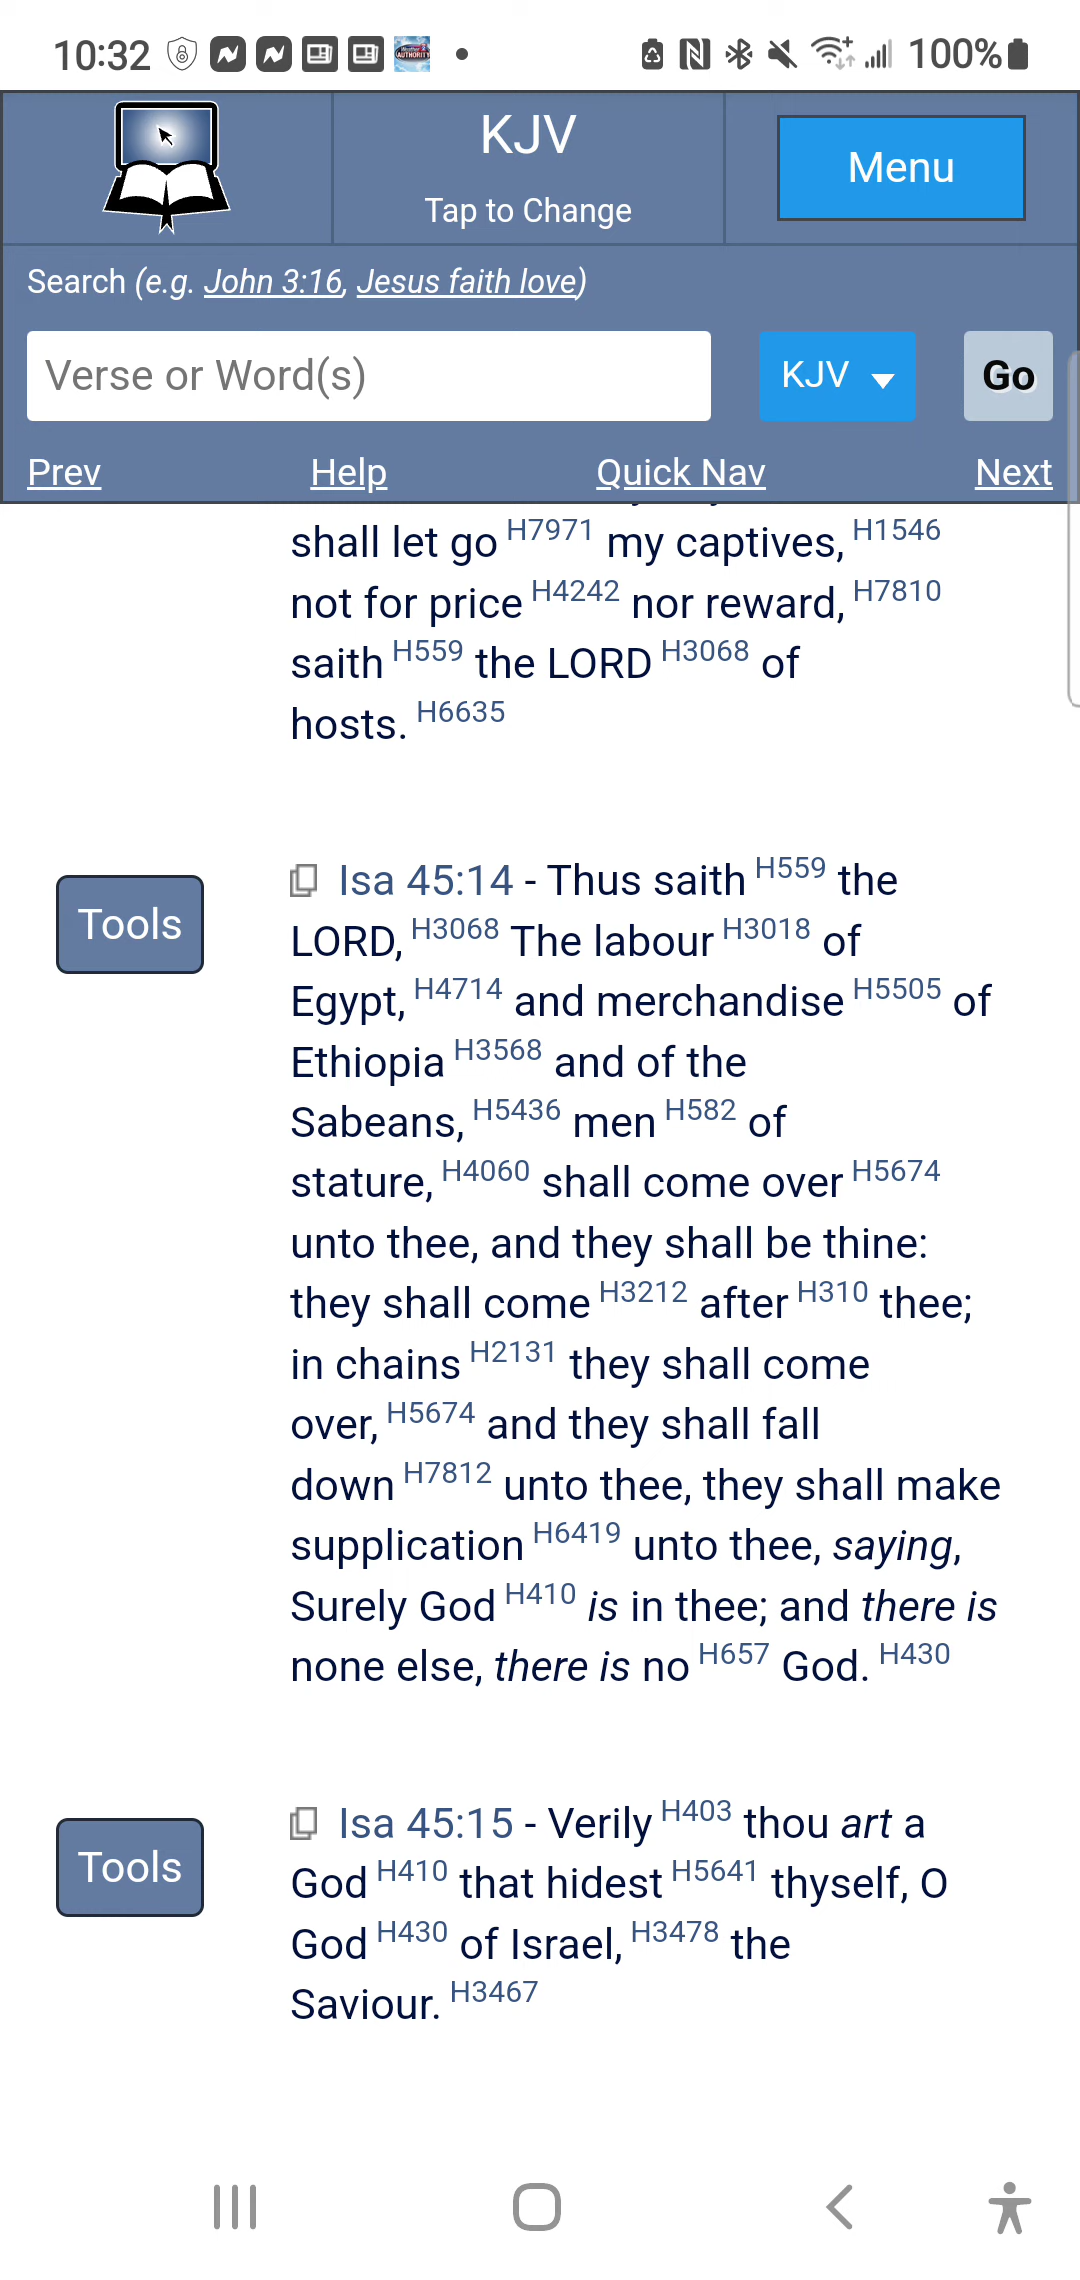 10:32 100%
KJV
Tap to Change
Menu
Search (e.g. John 3:16, Jesus faith love)
Verse or Word(s) KJV Go
Prev Help Quick Nav Next
shall let go H7971 my captives, H1546
not for price H4242 nor reward, H7810
saith H559 the LORD H3068 of
hosts. H6635
Tools
Isa 45:14 - Thus saith H559 the
LORD, H3068 The labour H3018 of
Egypt, H4714 and merchandise H5505 of
Ethiopia H3568 and of the
Sabeans, H5436 men H582 of
stature, H4060 shall come over H5674
unto thee, and they shall be thine:
they shall come H3212 after H310 thee;
in chains H2131 they shall come
over, H5674 and they shall fall
down H7812 unto thee, they shall make
supplication H6419 unto thee, saying,
Surely God H410 is in thee; and there is
none else, there is no H657 God. H430
Tools
Isa 45:15 - Verily H403 thou art a
God H410 that hidest H5641 thyself, O
God H430 of Israel, H3478 the
Saviour. H3467